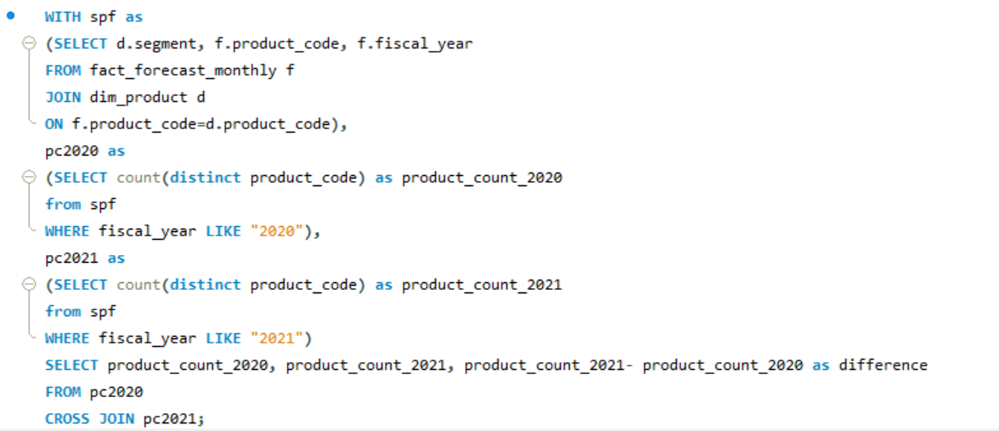 WITH spf as
(SELECT d.segment, f.product_code, f.fiscal_year
FROM fact_forecast_monthly f
JOIN dim_product d
ON f.product_code=d.product_code),
pc2020 as
(SELECT count(distinct product_code) as product_count_2020
from spf
WHERE fiscal_year LIKE "2020"),
pc2021 as
(SELECT count(distinct product_code) as product_count_2021
from spf
WHERE fiscal_year LIKE "2021")
SELECT product_count_2020, product_count_2021, product_count_2021- product_count_2020 as difference
FROM pc2020
CROSS JOIN pc2021;